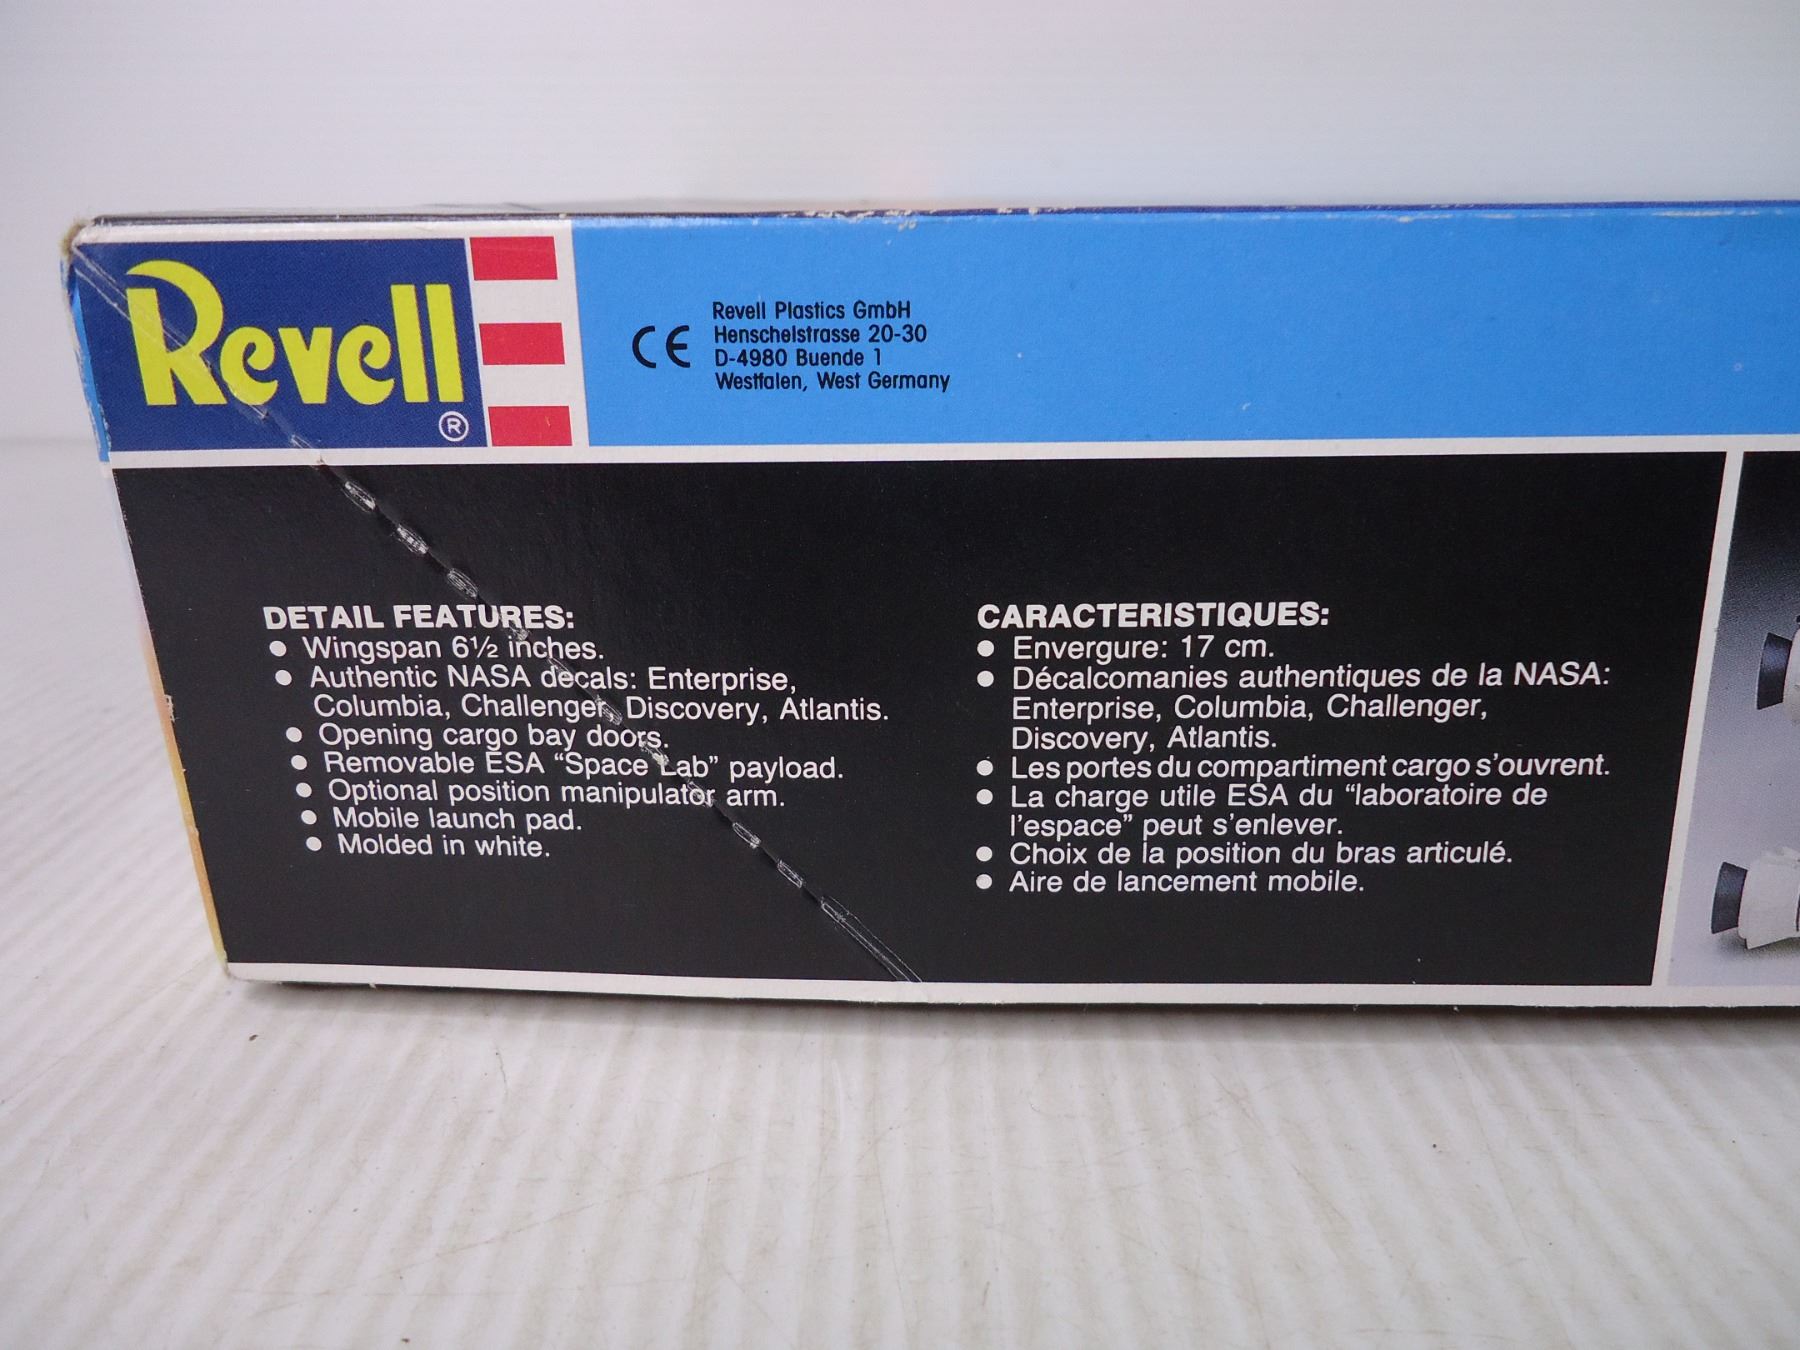 Revell
®
CE
Revell Plastics GmbH
Henschelstrasse 20-30
D-4980 Buende 1
Westfalen, West Germany
DETAIL FEATURES:
● Wingspan 6½ inches.
● Authentic NASA decals: Enterprise,
Columbia, Challenger, Discovery, Atlantis.
● Opening cargo bay doors.
● Removable ESA “Space Lab” payload.
● Optional position manipulator arm.
● Mobile launch pad.
● Molded in white.
CARACTERISTIQUES:
● Envergure: 17 cm.
● Décalcomanies authentiques de la NASA:
Enterprise, Columbia, Challenger,
Discovery, Atlantis.
● Les portes du compartiment cargo s’ouvrent.
● La charge utile ESA du “laboratoire de
l’espace” peut s’enlever.
● Choix de la position du bras articulé.
● Aire de lancement mobile.